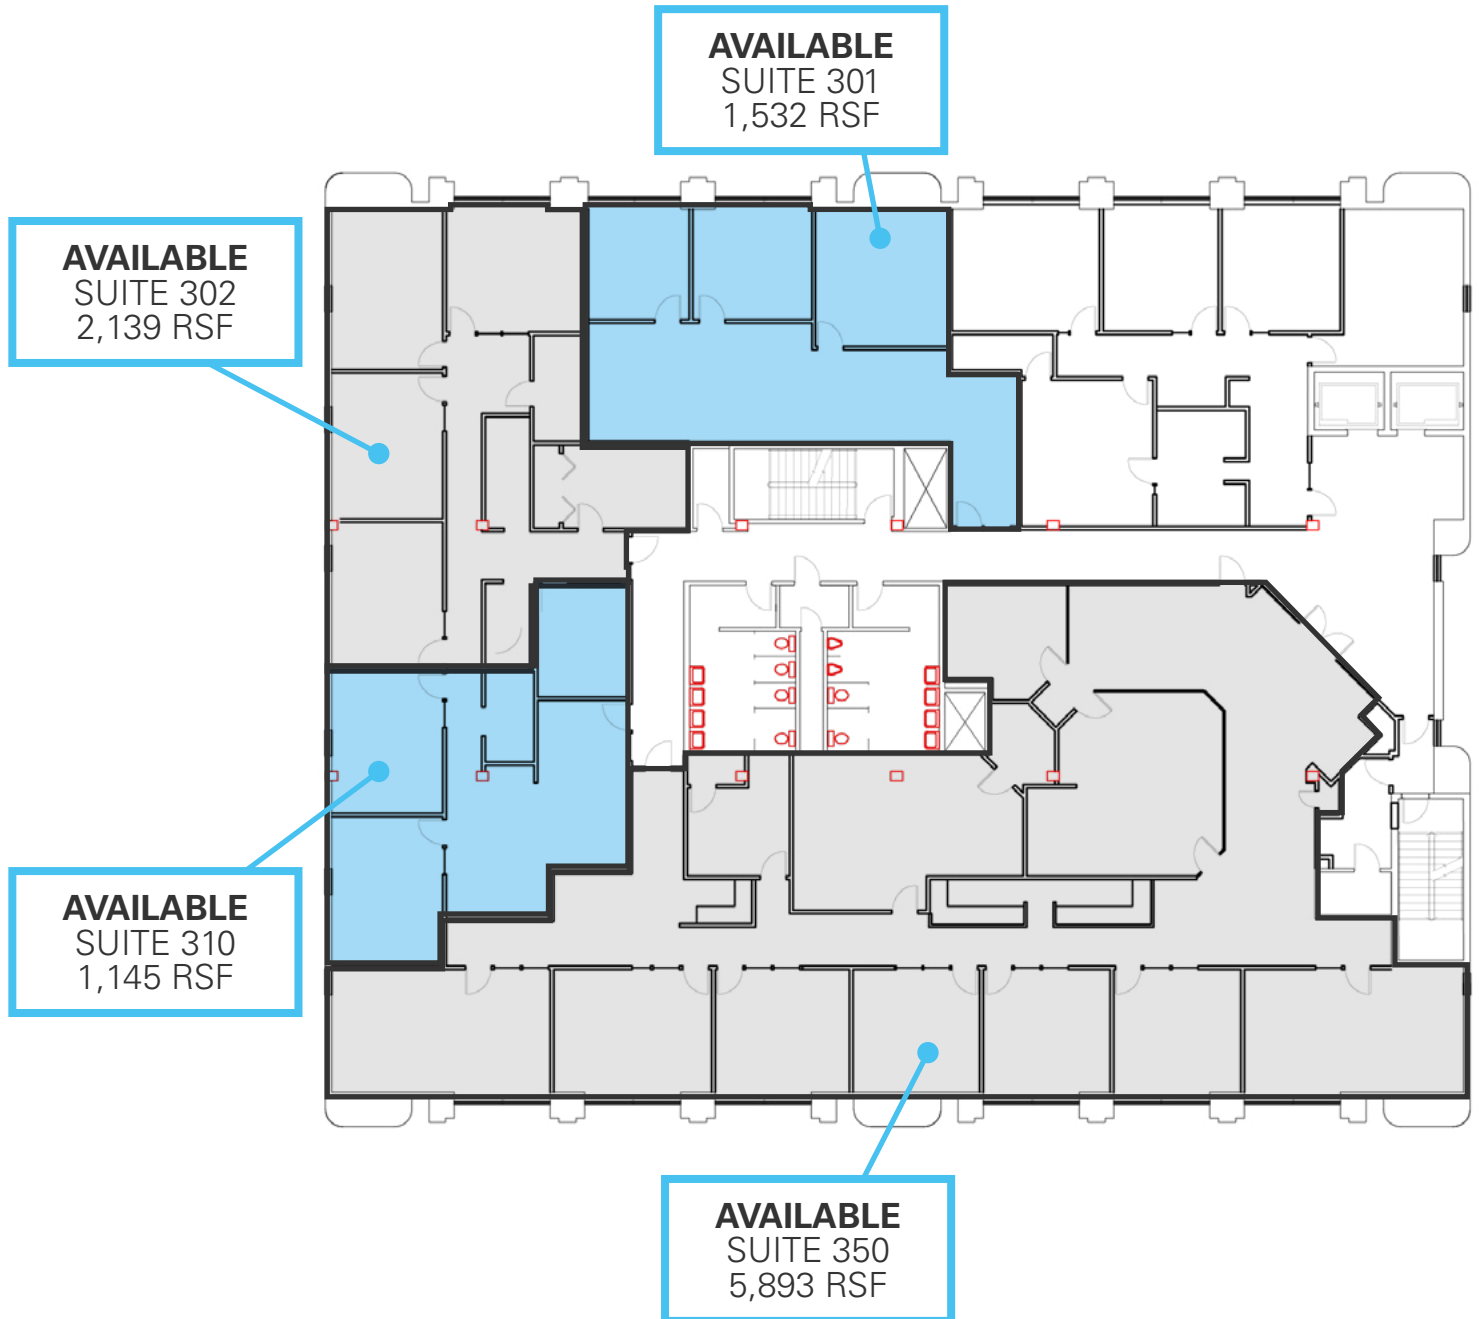 AVAILABLE
SUITE 301
1,532 RSF
AVAILABLE
SUITE 302
2,139 RSF
AVAILABLE
SUITE 310
1,145 RSF
AVAILABLE
SUITE 350
5,893 RSF